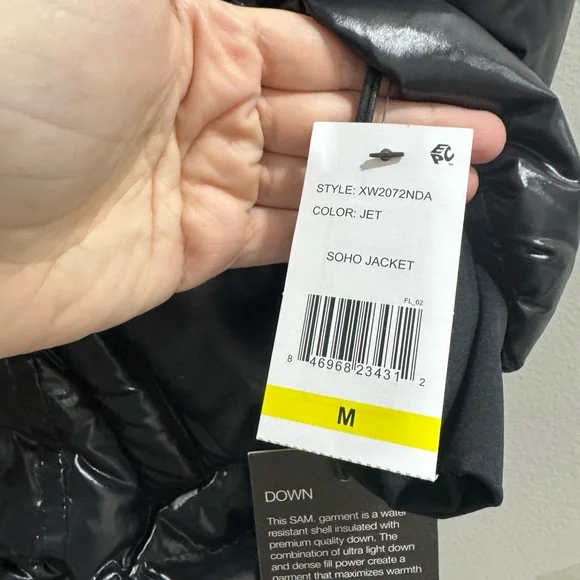 EPC
STYLE: XW2072NDA
COLOR: JET
SOHO JACKET
FL_62
8 46968 23431 2
M
DOWN
This SAM. garment is a water
resistant shell insulated with
premium quality down. The
combination of ultra light down
and dense fill power create a
garment that maximizes warmth